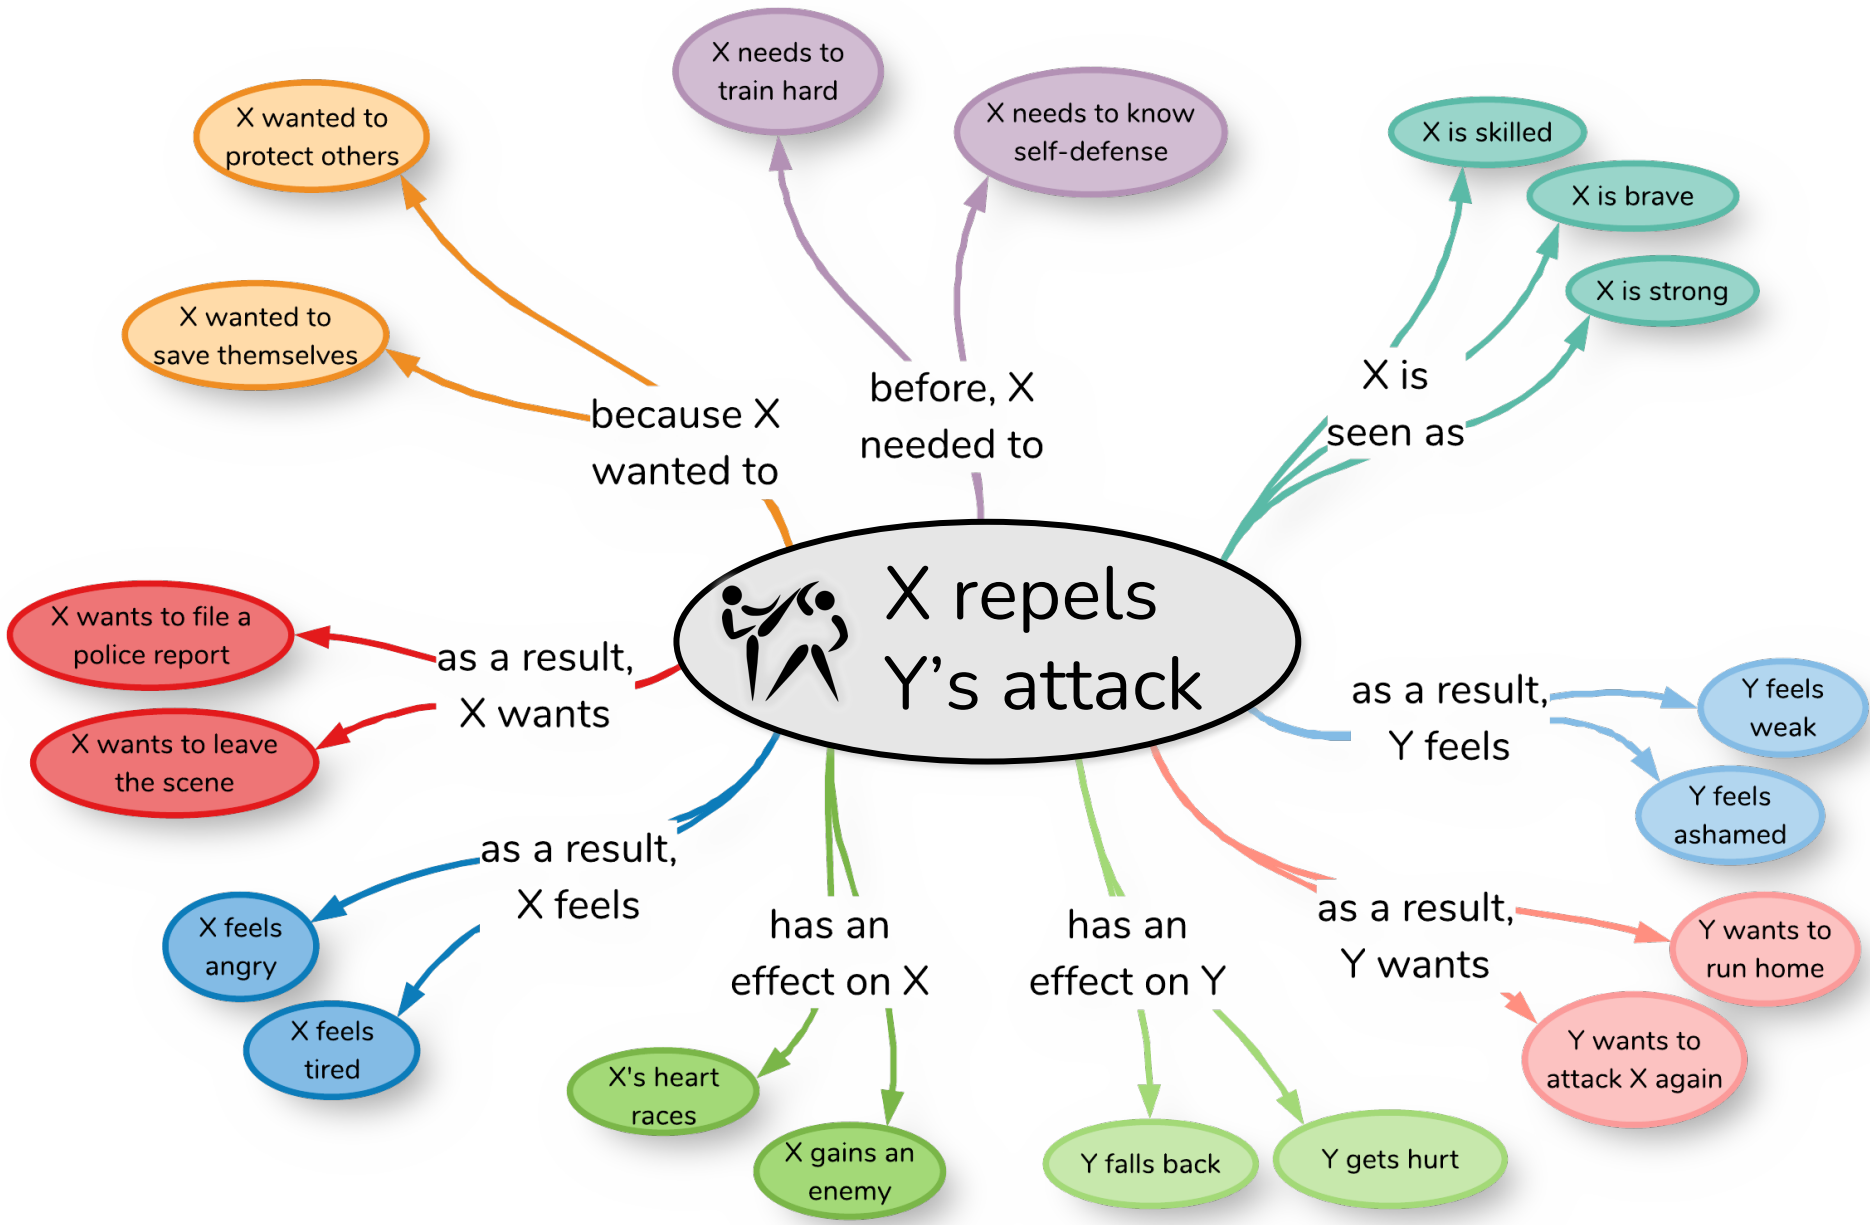 X needs to
train hard
X needs to know
self-defense
X wanted to
protect others
X wanted to
save themselves
because X
wanted to
before, X
needed to
X is skilled
X is brave
X is strong
X is
seen as
X repels
Y's attack
X wants to file a
police report
X wants to leave
the scene
as a result,
X wants
as a result,
X feels
X feels
angry
X feels
tired
has an
effect on X
X's heart
races
X gains an
enemy
has an
effect on Y
Y falls back
Y gets hurt
as a result,
Y wants
Y wants to
run home
Y wants to
attack X again
as a result,
Y feels
Y feels
weak
Y feels
ashamed